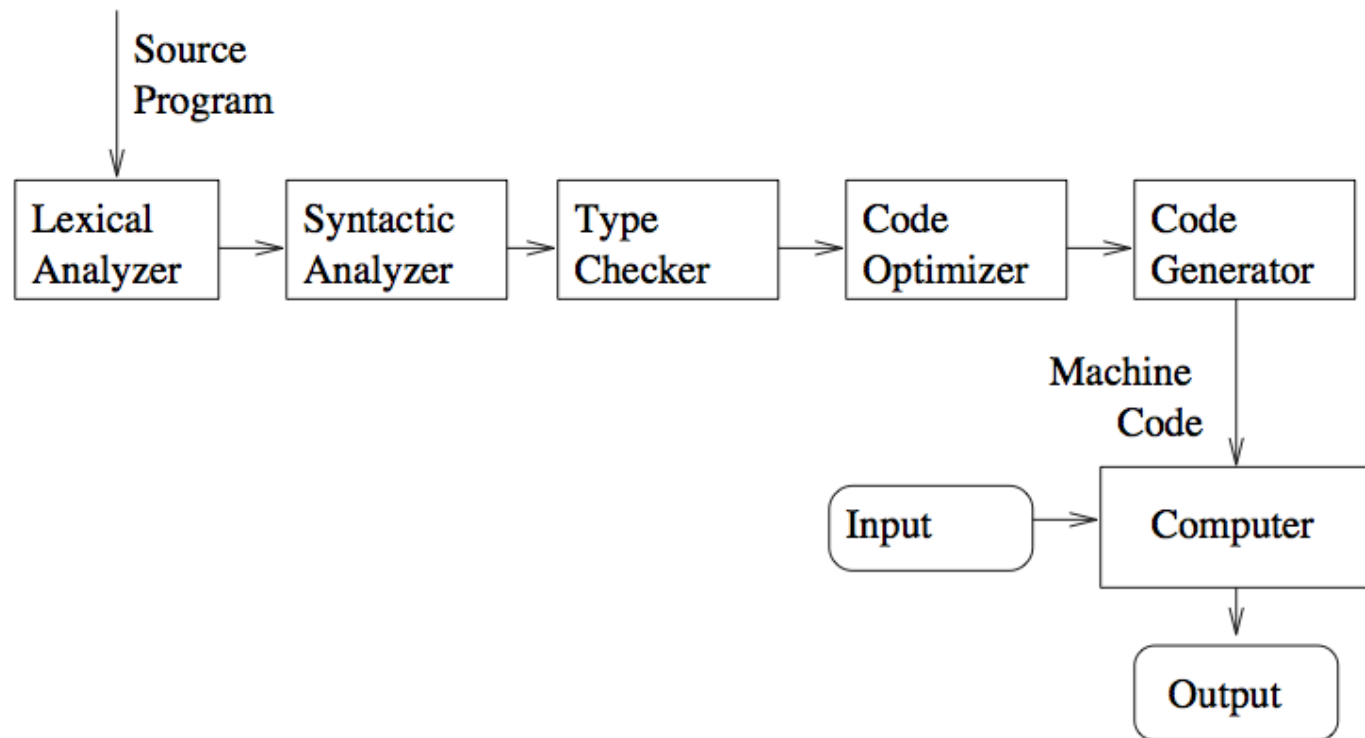 Source
Program
Lexical
Analyzer
Syntactic
Analyzer
Type
Checker
Code
Optimizer
Code
Generator
Machine
Code
Input
Computer
Output